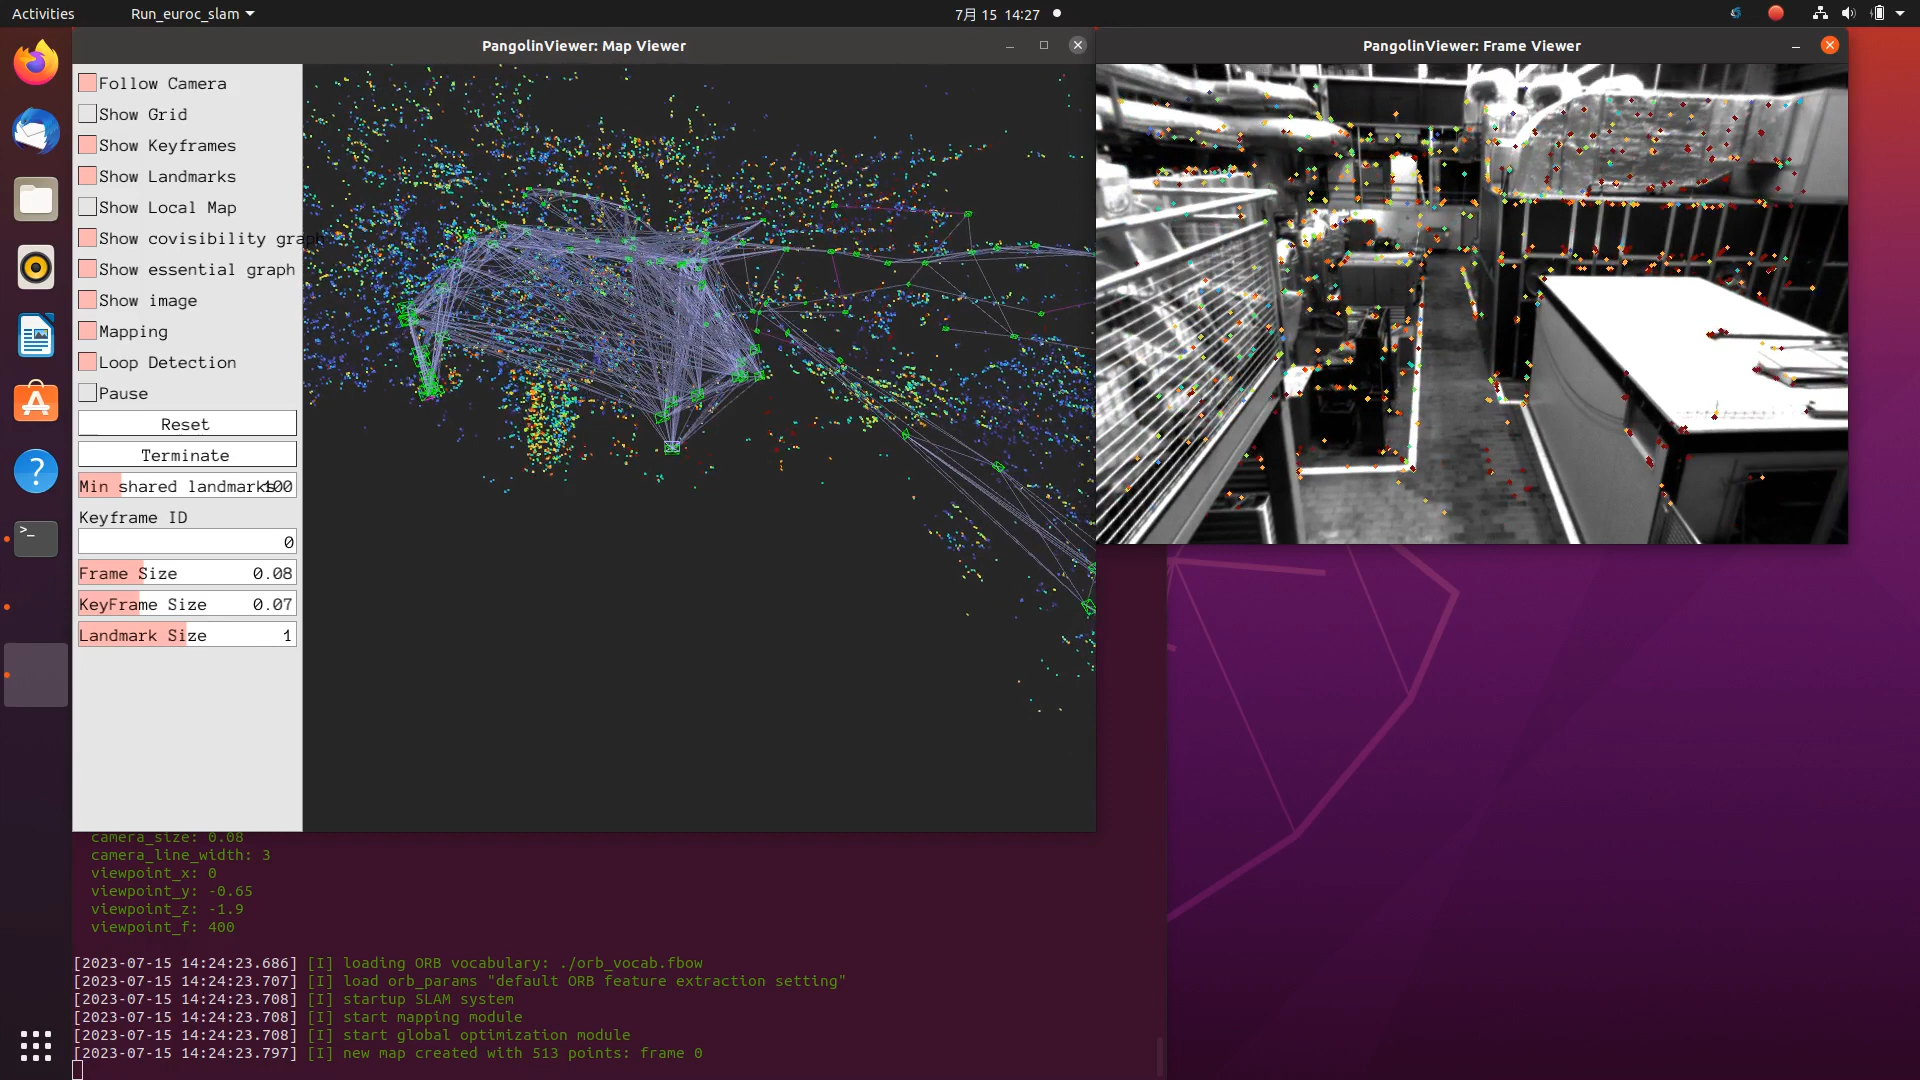 Activities
Run_euroc_slam
7月 15 14:27
PangolinViewer: Map Viewer
PangolinViewer: Frame Viewer
Follow Camera
Show Grid
Show Keyframes
Show Landmarks
Show Local Map
Show covisibility graph
Show essential graph
Show image
Mapping
Loop Detection
Pause
Reset
Terminate
Min shared landmarks 100
Keyframe ID
0
Frame Size 0.08
KeyFrame Size 0.07
Landmark Size 1
camera_size: 0.08
camera_line_width: 3
viewpoint_x: 0
viewpoint_y: -0.65
viewpoint_z: -1.9
viewpoint_f: 400
[2023-07-15 14:24:23.686] [I] loading ORB vocabulary: ./orb_vocab.fbow
[2023-07-15 14:24:23.707] [I] load orb_params "default ORB feature extraction setting"
[2023-07-15 14:24:23.708] [I] startup SLAM system
[2023-07-15 14:24:23.708] [I] start mapping module
[2023-07-15 14:24:23.708] [I] start global optimization module
[2023-07-15 14:24:23.797] [I] new map created with 513 points: frame 0